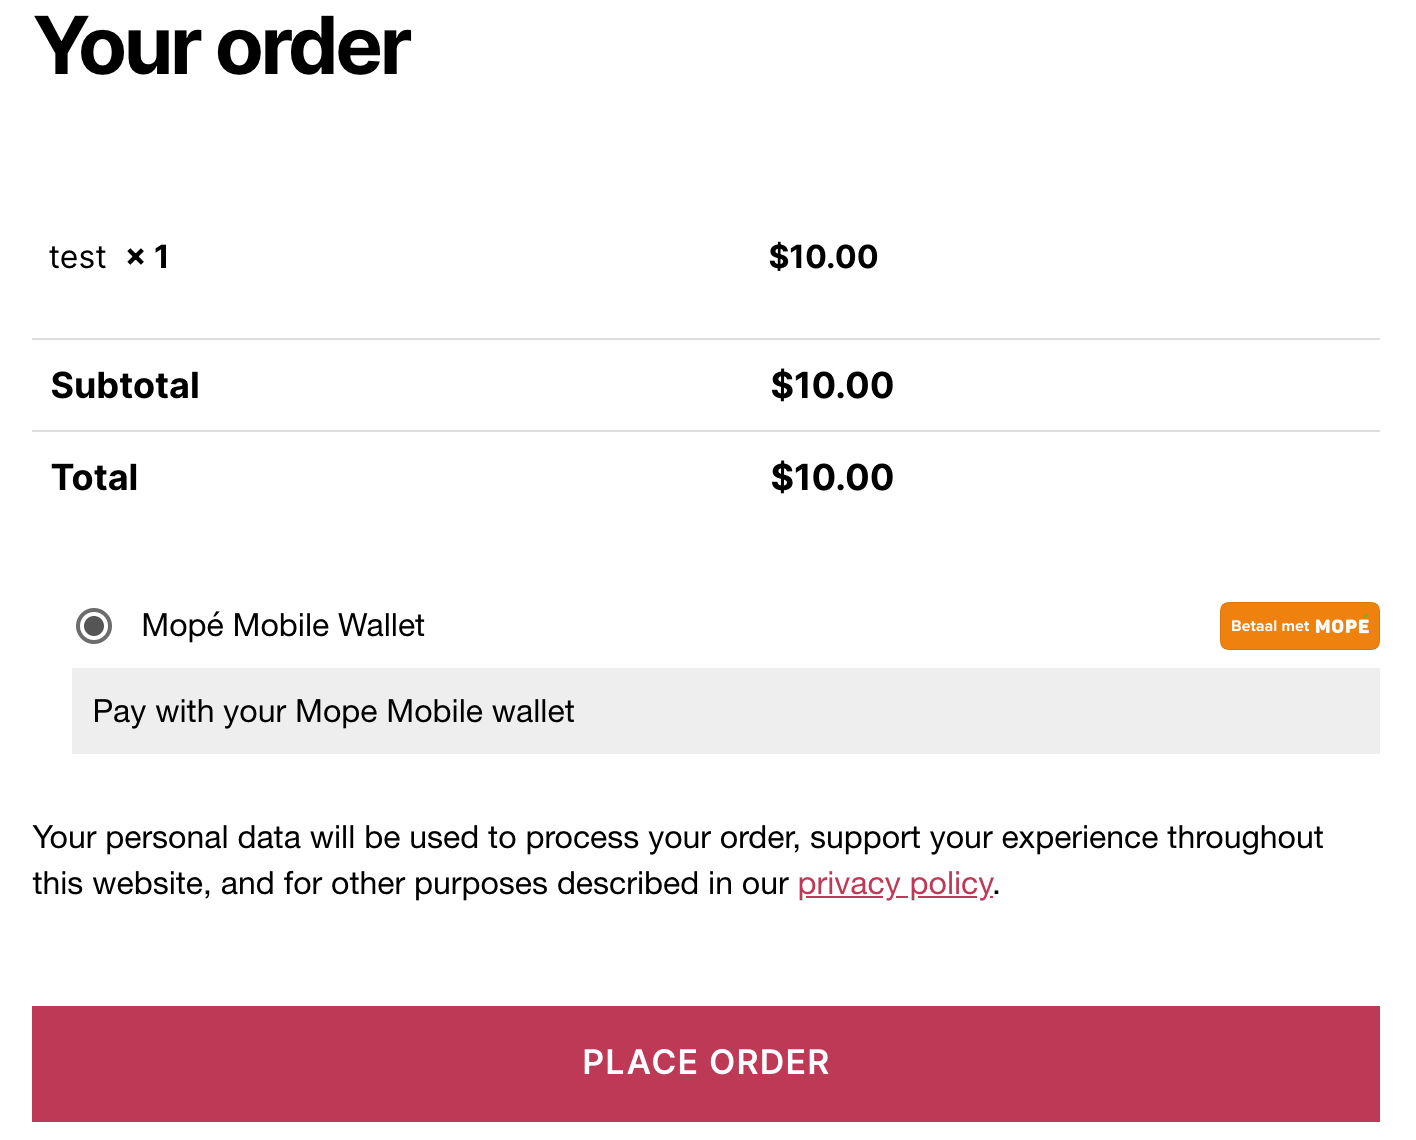 Your order
test × 1 $10.00
Subtotal $10.00
Total $10.00
Mopé Mobile Wallet Betaal met MOPÉ
Pay with your Mope Mobile wallet
Your personal data will be used to process your order, support your experience throughout
this website, and for other purposes described in our privacy policy.
PLACE ORDER